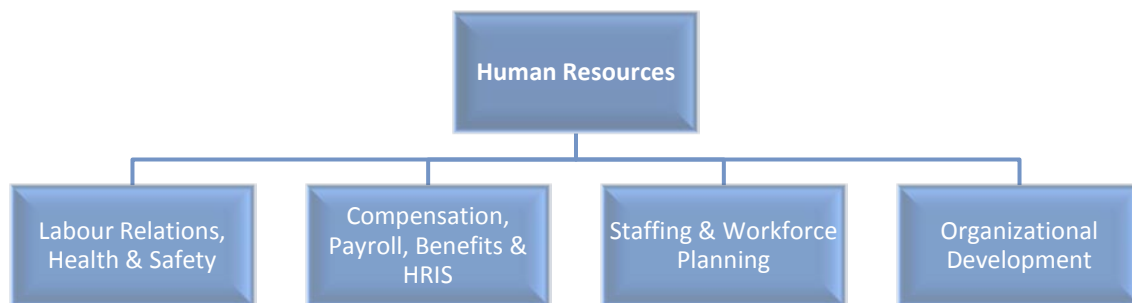 Human Resources
Labour Relations,
Health & Safety
Compensation,
Payroll, Benefits &
HRIS
Staffing & Workforce
Planning
Organizational
Development